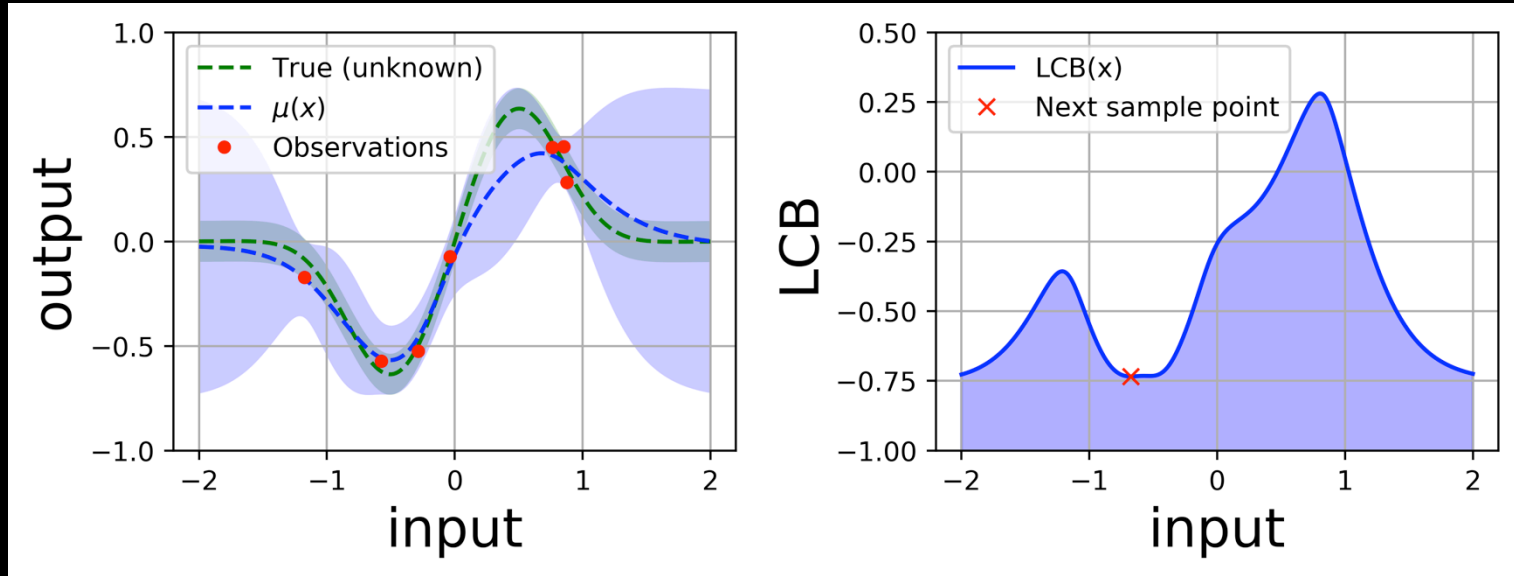 1.0
0.5
0.0
−0.5
−1.0
output
True (unknown)
μ(x)
Observations
−2
−1
0
1
2
input
0.50
0.25
0.00
−0.25
−0.50
−0.75
−1.00
LCB
LCB(x)
Next sample point
−2
−1
0
1
2
input